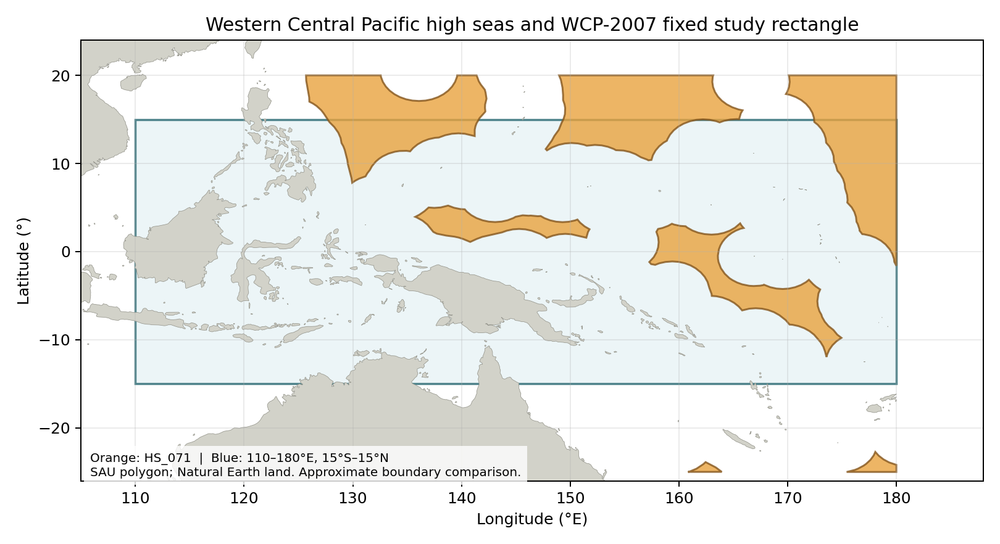 Western Central Pacific high seas and WCP-2007 fixed study rectangle
Latitude (°)
20
10
0
−10
−20
Orange: HS_071 | Blue: 110–180°E, 15°S–15°N
SAU polygon; Natural Earth land. Approximate boundary comparison.
110 120 130 140 150 160 170 180
Longitude (°E)